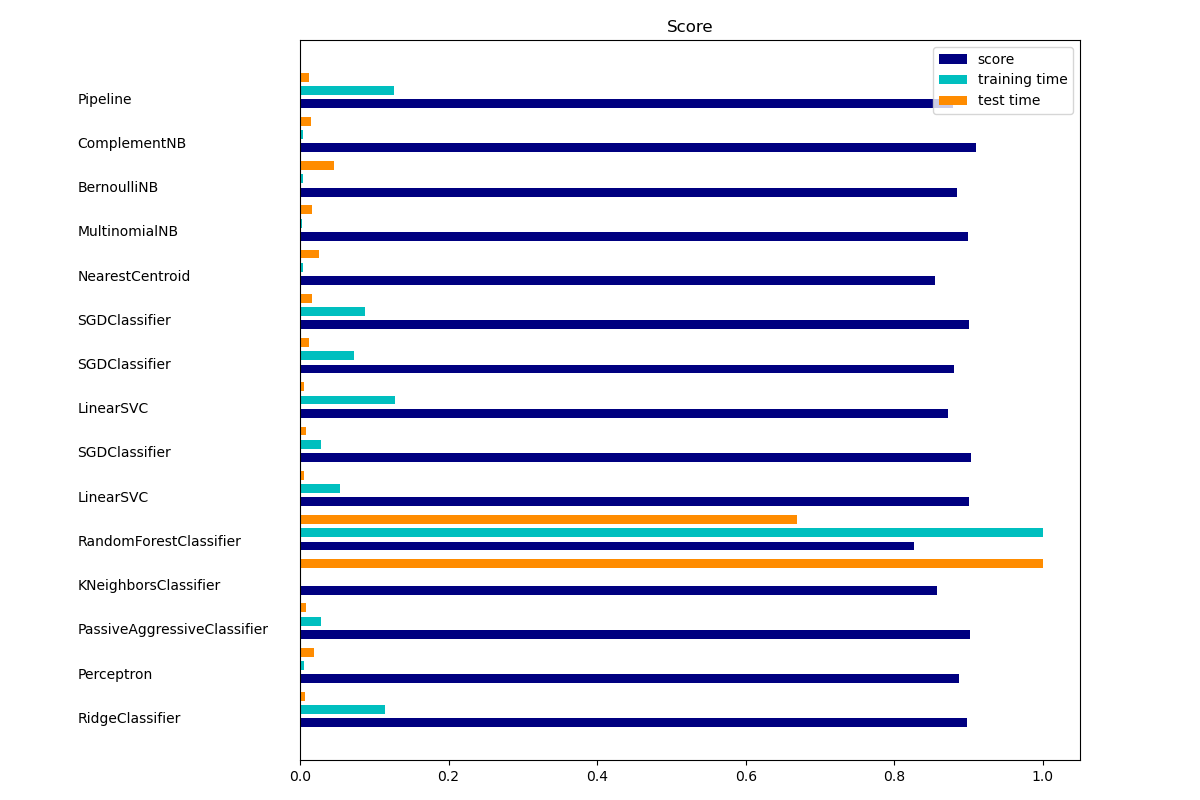 Score
score
training time
test time
Pipeline
ComplementNB
BernoulliNB
MultinomialNB
NearestCentroid
SGDClassifier
SGDClassifier
LinearSVC
SGDClassifier
LinearSVC
RandomForestClassifier
KNeighborsClassifier
PassiveAggressiveClassifier
Perceptron
RidgeClassifier
0.0 0.2 0.4 0.6 0.8 1.0